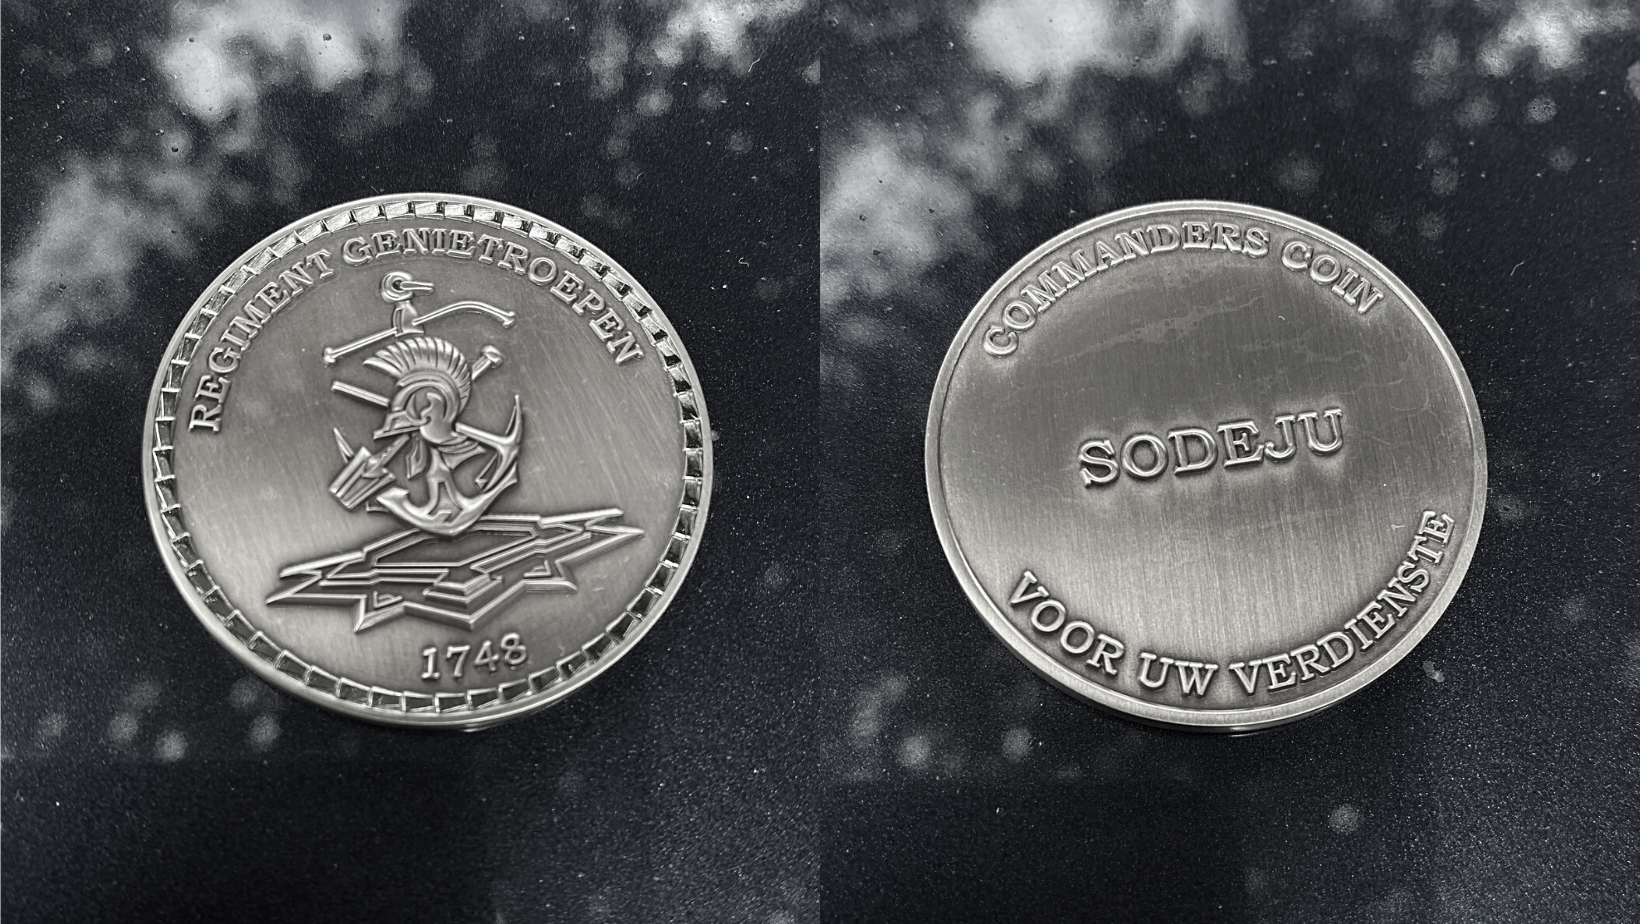 REGIMENT GENIETROEPEN
1748
COMMANDERS COIN
SODEJU
VOOR UW VERDIENSTE